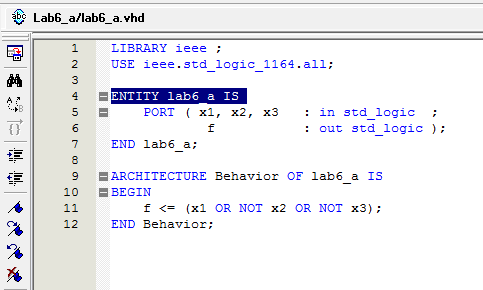 Lab6_a/lab6_a.vhd
1 LIBRARY ieee ;
2 USE ieee.std_logic_1164.all;
3
4 ENTITY lab6_a IS
5 PORT ( x1, x2, x3 : in std_logic ;
6 f : out std_logic );
7 END lab6_a;
8
9 ARCHITECTURE Behavior OF lab6_a IS
10 BEGIN
11 f <= (x1 OR NOT x2 OR NOT x3);
12 END Behavior;